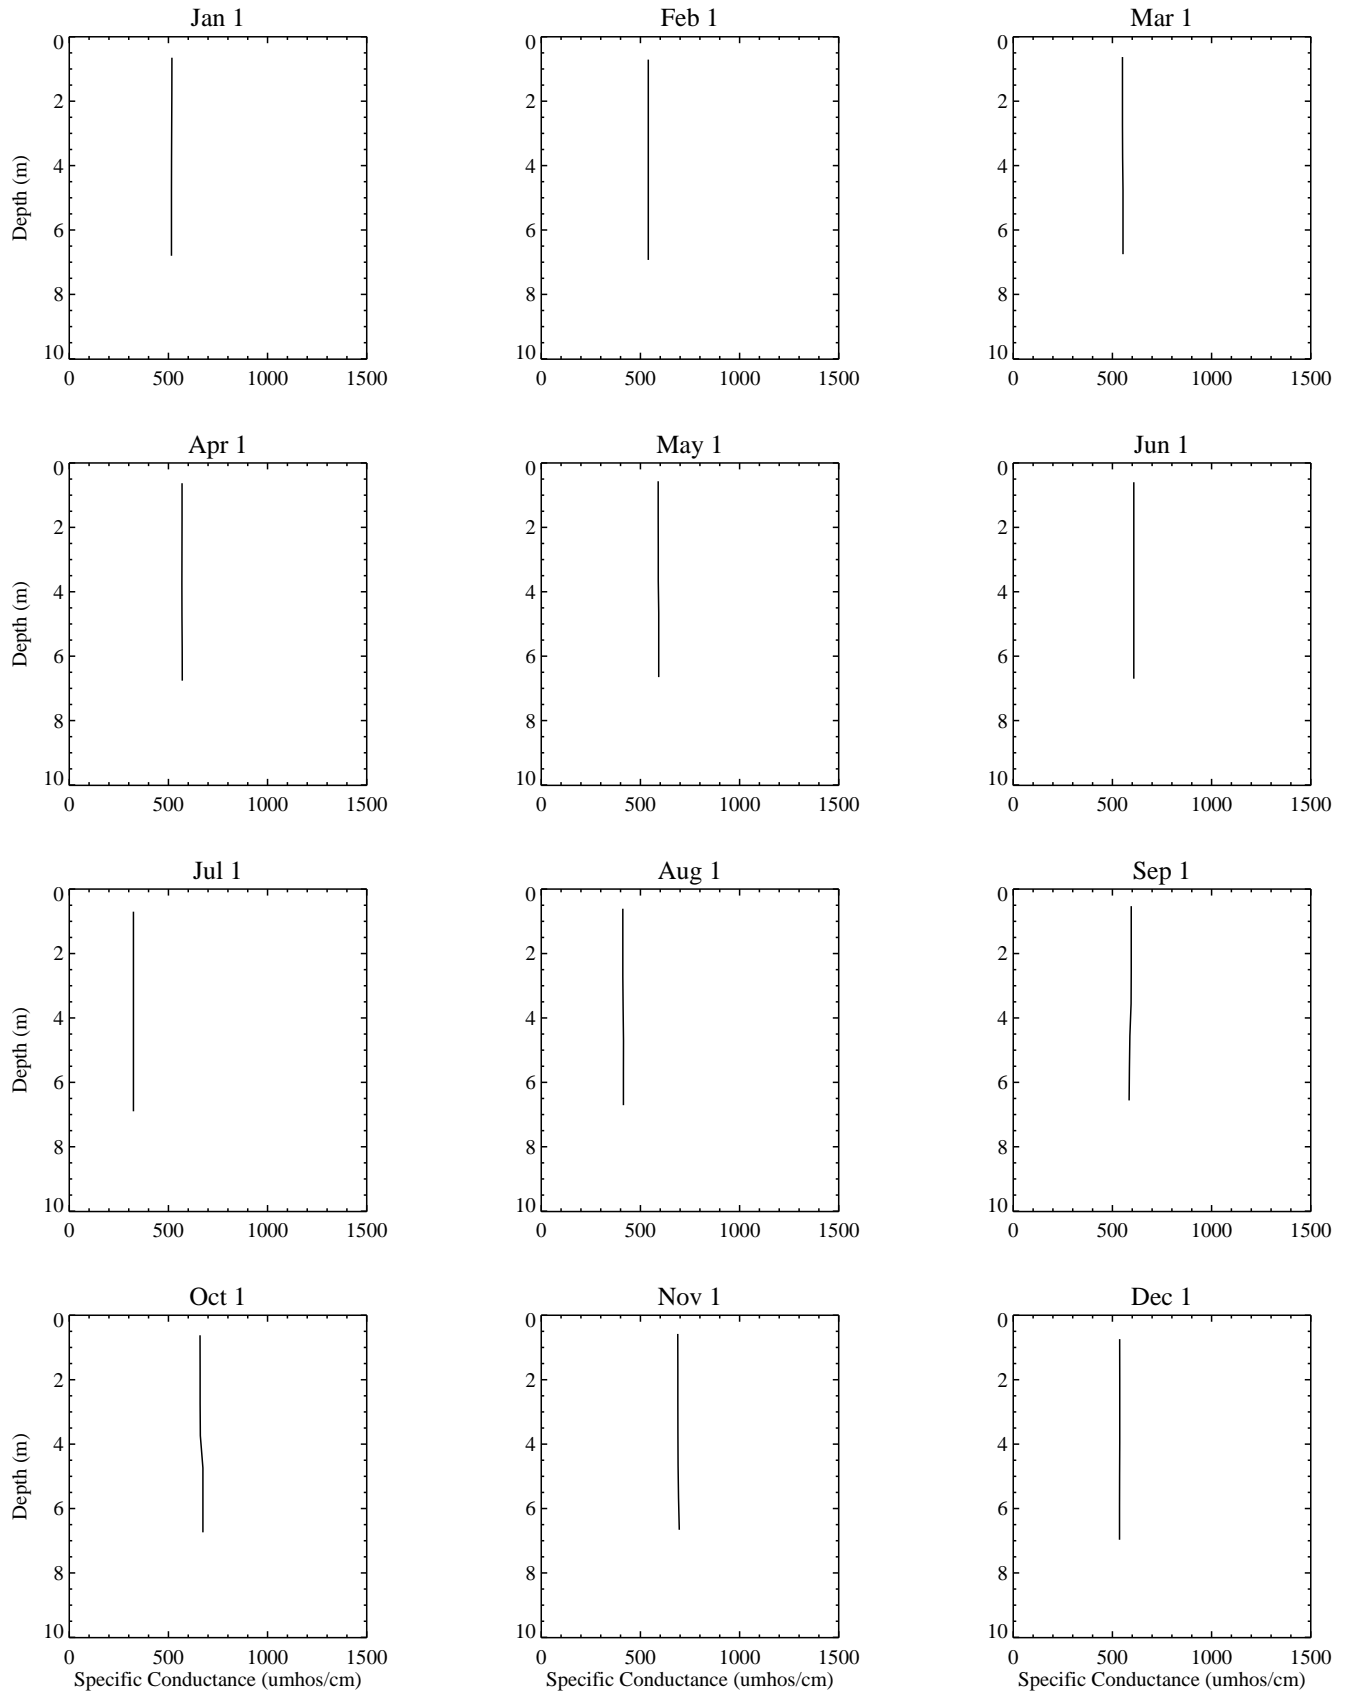 Jan 1 Feb 1 Mar 1
0 0 0
2 2 2
4 4 4
Depth (m)
6 6 6
8 8 8
10 10 10
0 500 1000 1500 0 500 1000 1500 0 500 1000 1500
Apr 1 May 1 Jun 1
0 0 0
2 2 2
4 4 4
Depth (m)
6 6 6
8 8 8
10 10 10
0 500 1000 1500 0 500 1000 1500 0 500 1000 1500
Jul 1 Aug 1 Sep 1
0 0 0
2 2 2
4 4 4
Depth (m)
6 6 6
8 8 8
10 10 10
0 500 1000 1500 0 500 1000 1500 0 500 1000 1500
Oct 1 Nov 1 Dec 1
0 0 0
2 2 2
4 4 4
Depth (m)
6 6 6
8 8 8
10 10 10
0 500 1000 1500 0 500 1000 1500 0 500 1000 1500
Specific Conductance (umhos/cm) Specific Conductance (umhos/cm) Specific Conductance (umhos/cm)